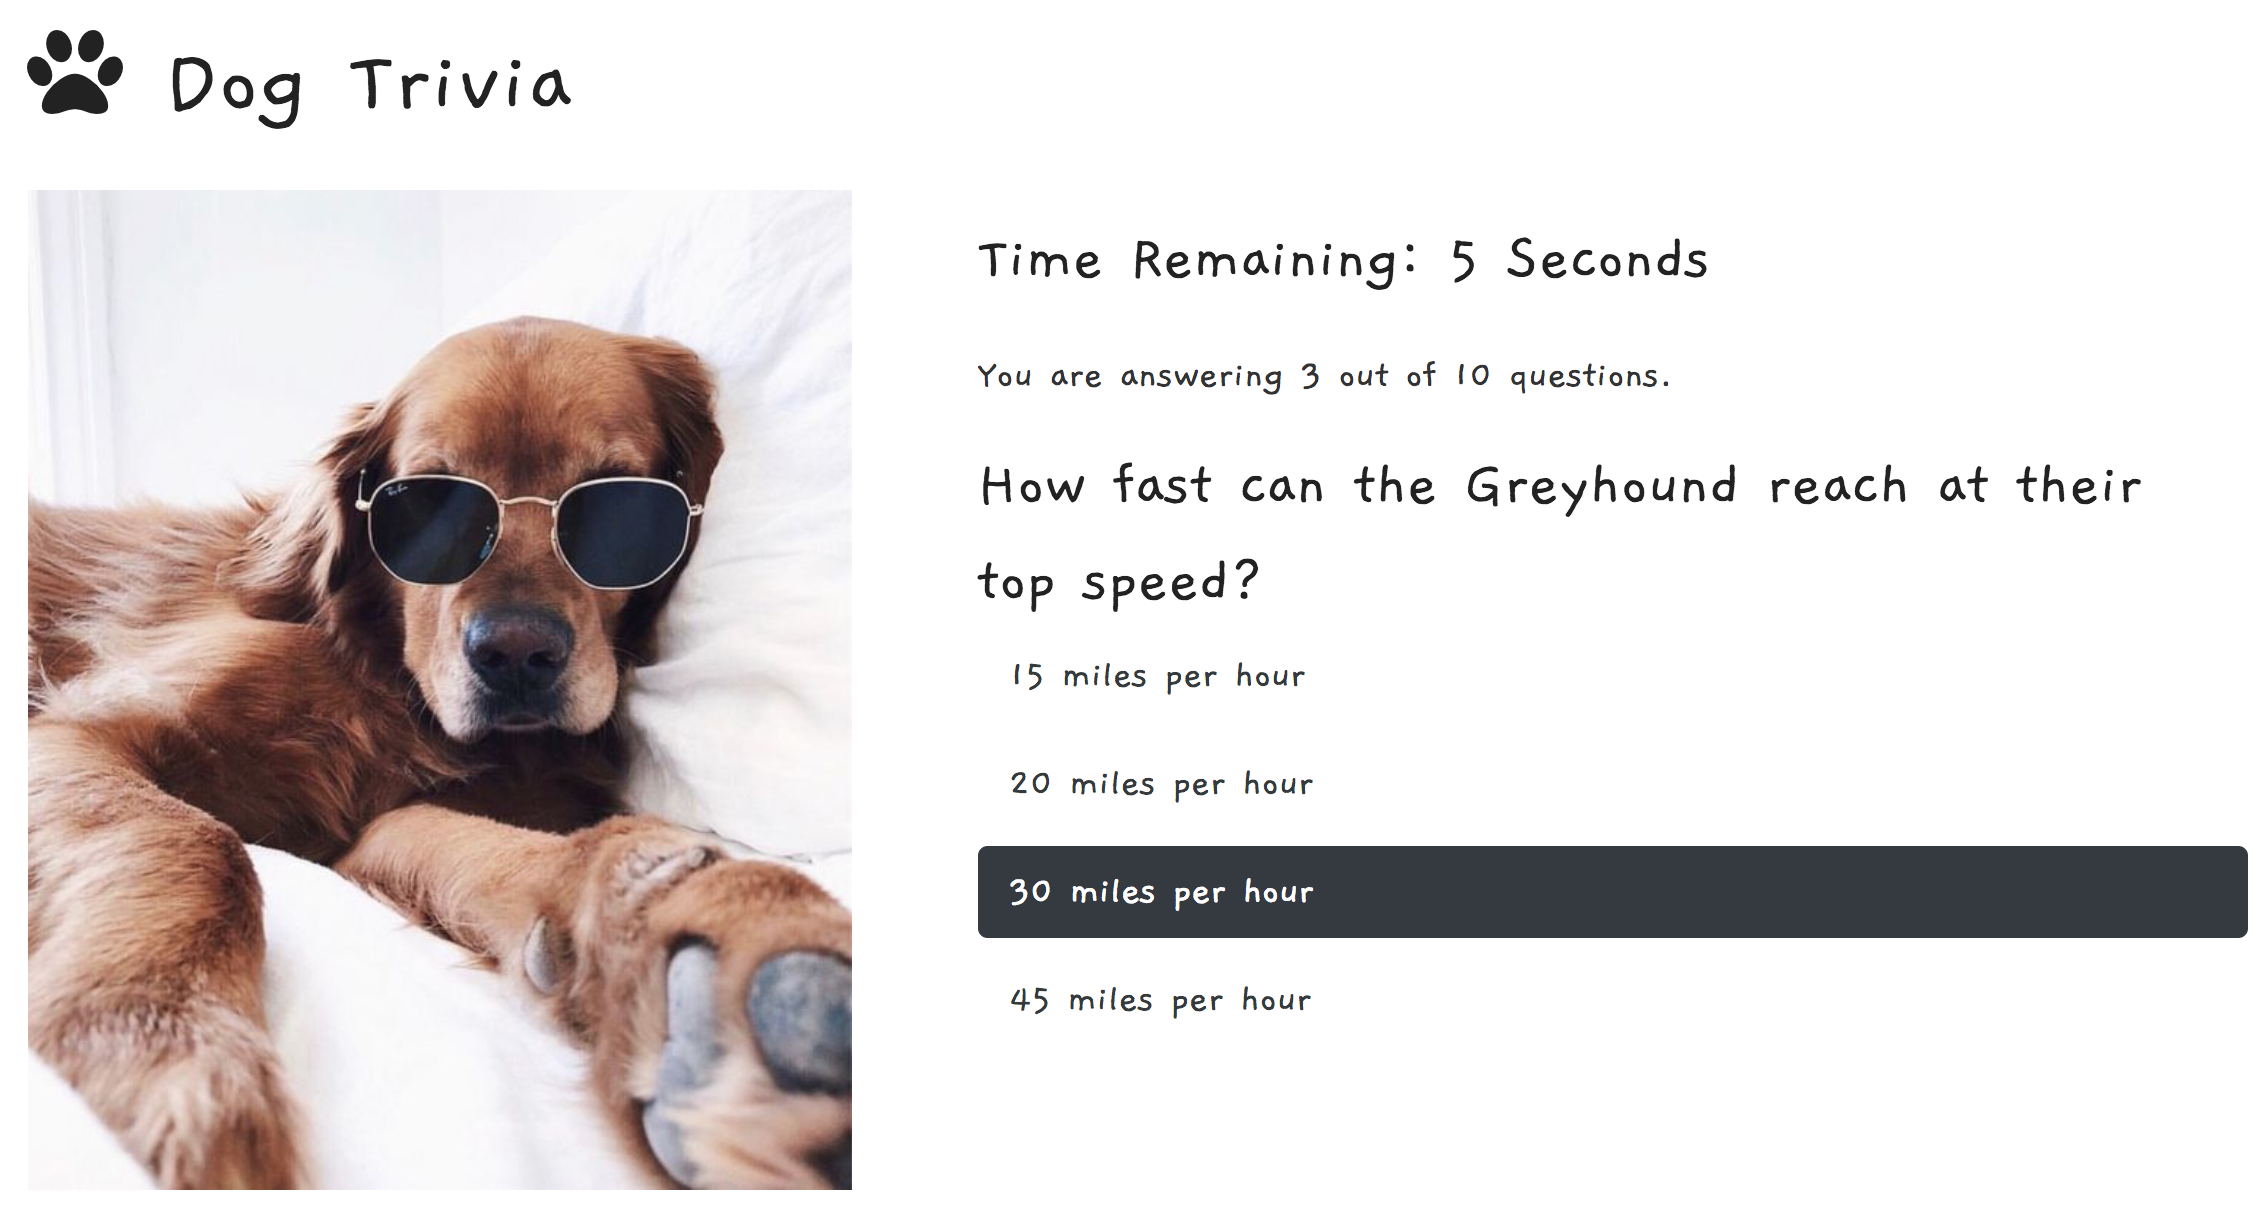 Dog Trivia
Time Remaining: 5 Seconds
You are answering 3 out of 10 questions.
How fast can the Greyhound reach at their
top speed?
15 miles per hour
20 miles per hour
30 miles per hour
45 miles per hour